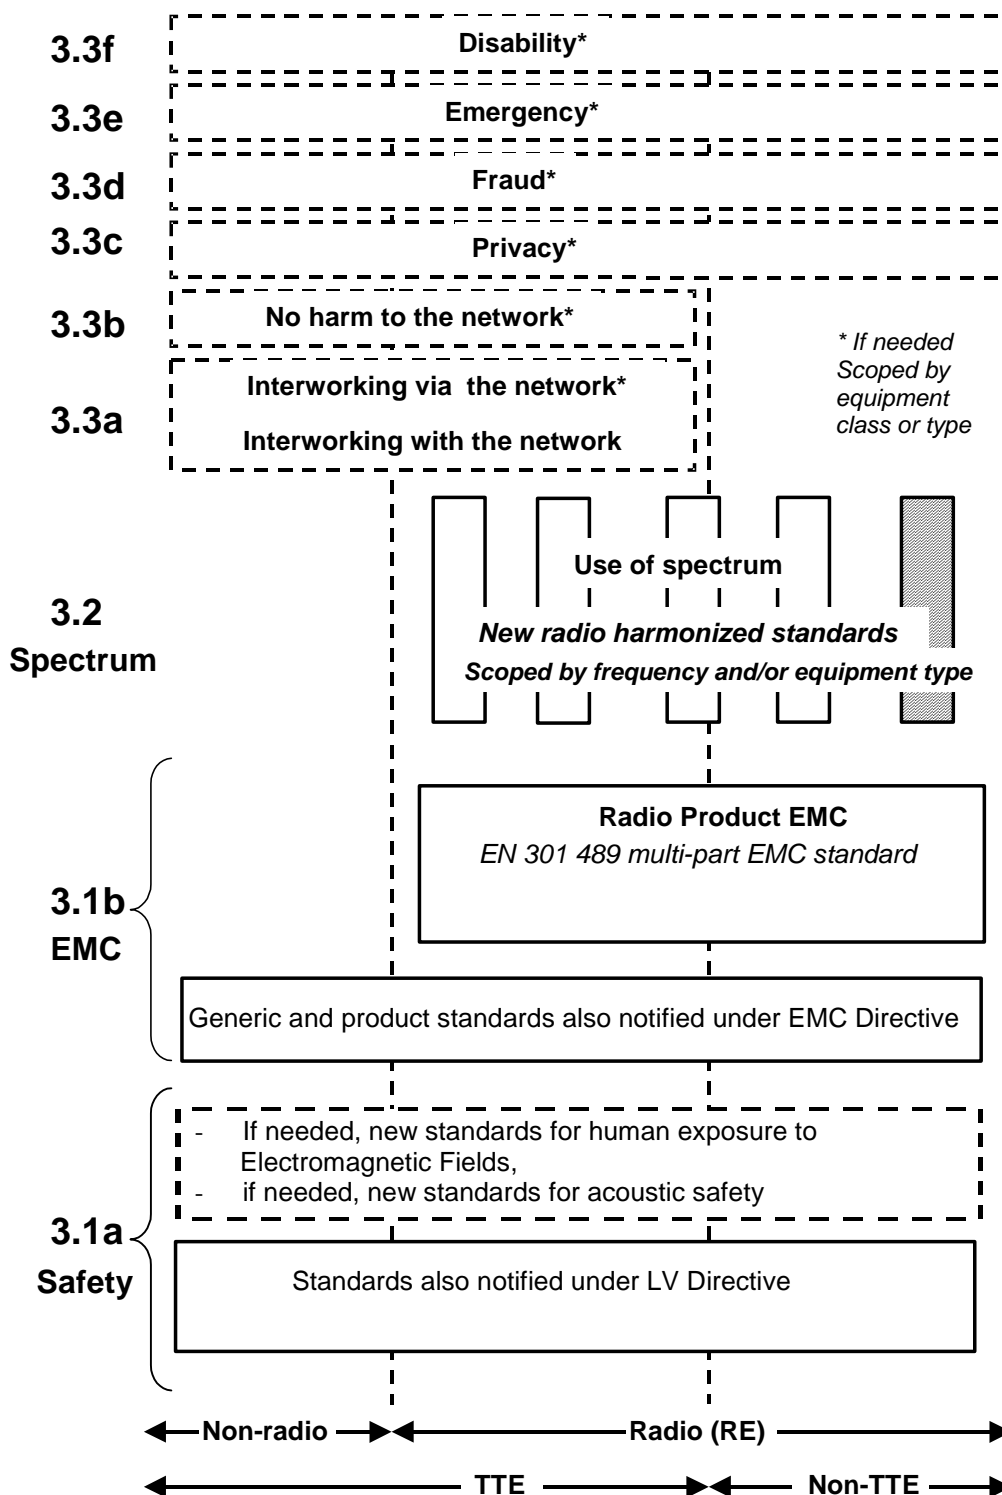 3.3f
Disability*
3.3e
Emergency*
3.3d
Fraud*
3.3c
Privacy*
3.3b
No harm to the network*
* If needed
Scoped by
equipment
class or type
3.3a
Interworking via the network*
Interworking with the network
3.2
Spectrum
Use of spectrum
New radio harmonized standards
Scoped by frequency and/or equipment type
3.1b
EMC
Radio Product EMC
EN 301 489 multi-part EMC standard
Generic and product standards also notified under EMC Directive
3.1a
Safety
- If needed, new standards for human exposure to
Electromagnetic Fields,
- if needed, new standards for acoustic safety
Standards also notified under LV Directive
Non-radio
Radio (RE)
TTE
Non-TTE